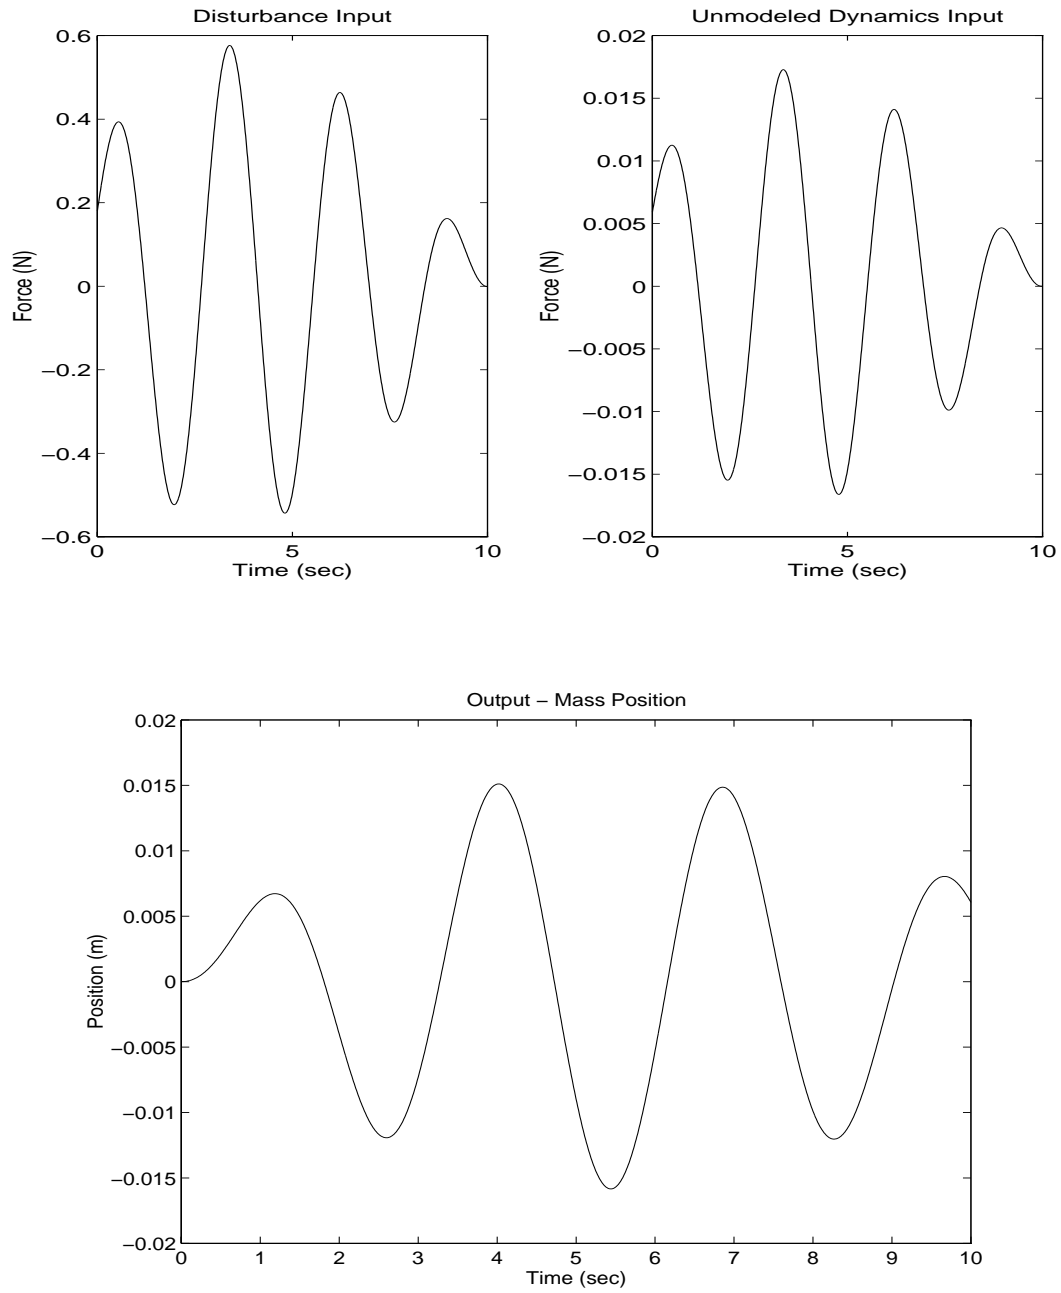 Disturbance Input
0.6
0.4
0.2
0
−0.2
−0.4
−0.6
Force (N)
0 5 10
Time (sec)
Unmodeled Dynamics Input
0.02
0.015
0.01
0.005
0
−0.005
−0.01
−0.015
−0.02
Force (N)
0 5 10
Time (sec)
Output − Mass Position
0.02
0.015
0.01
0.005
0
−0.005
−0.01
−0.015
−0.02
Position (m)
0 1 2 3 4 5 6 7 8 9 10
Time (sec)